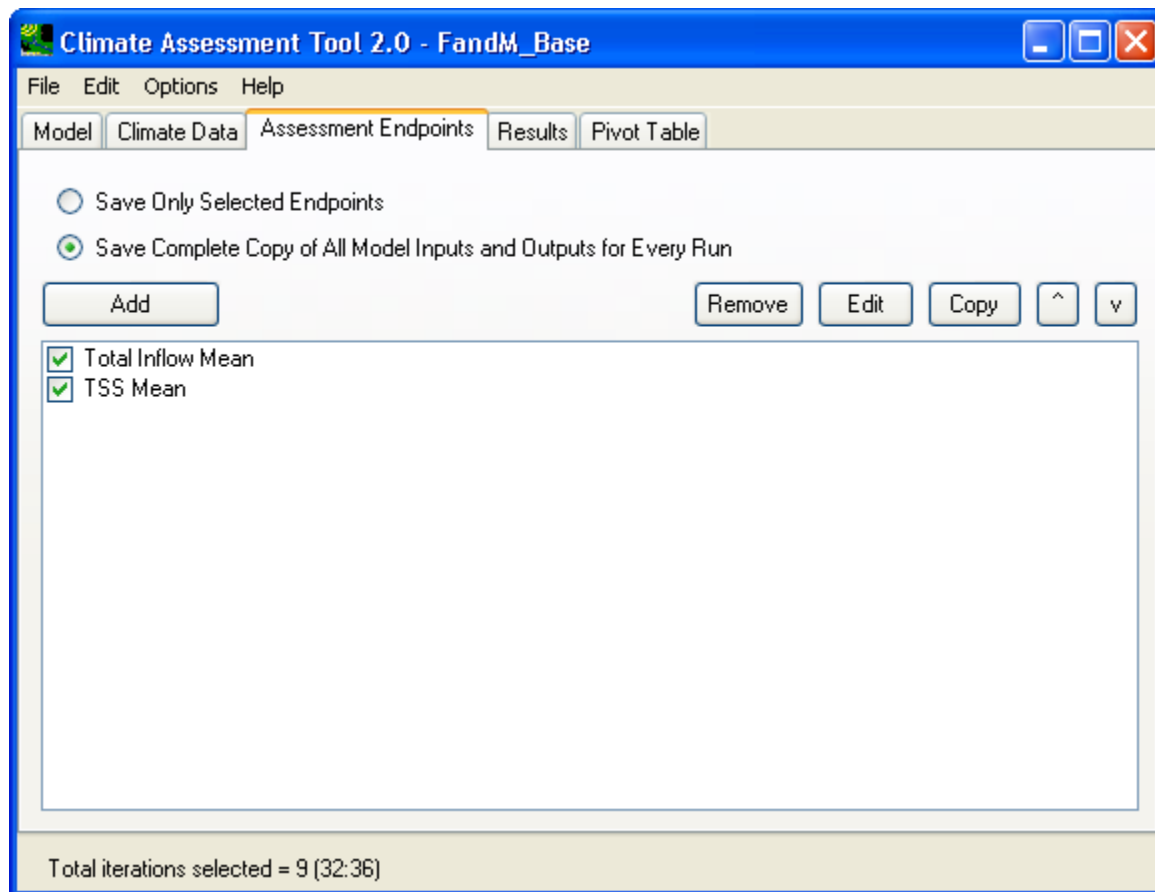 Climate Assessment Tool 2.0 - FandM_Base
File Edit Options Help
Model Climate Data Assessment Endpoints Results Pivot Table
Save Only Selected Endpoints
Save Complete Copy of All Model Inputs and Outputs for Every Run
Add Remove Edit Copy ^ v
Total Inflow Mean
TSS Mean
Total iterations selected = 9 (32:36)